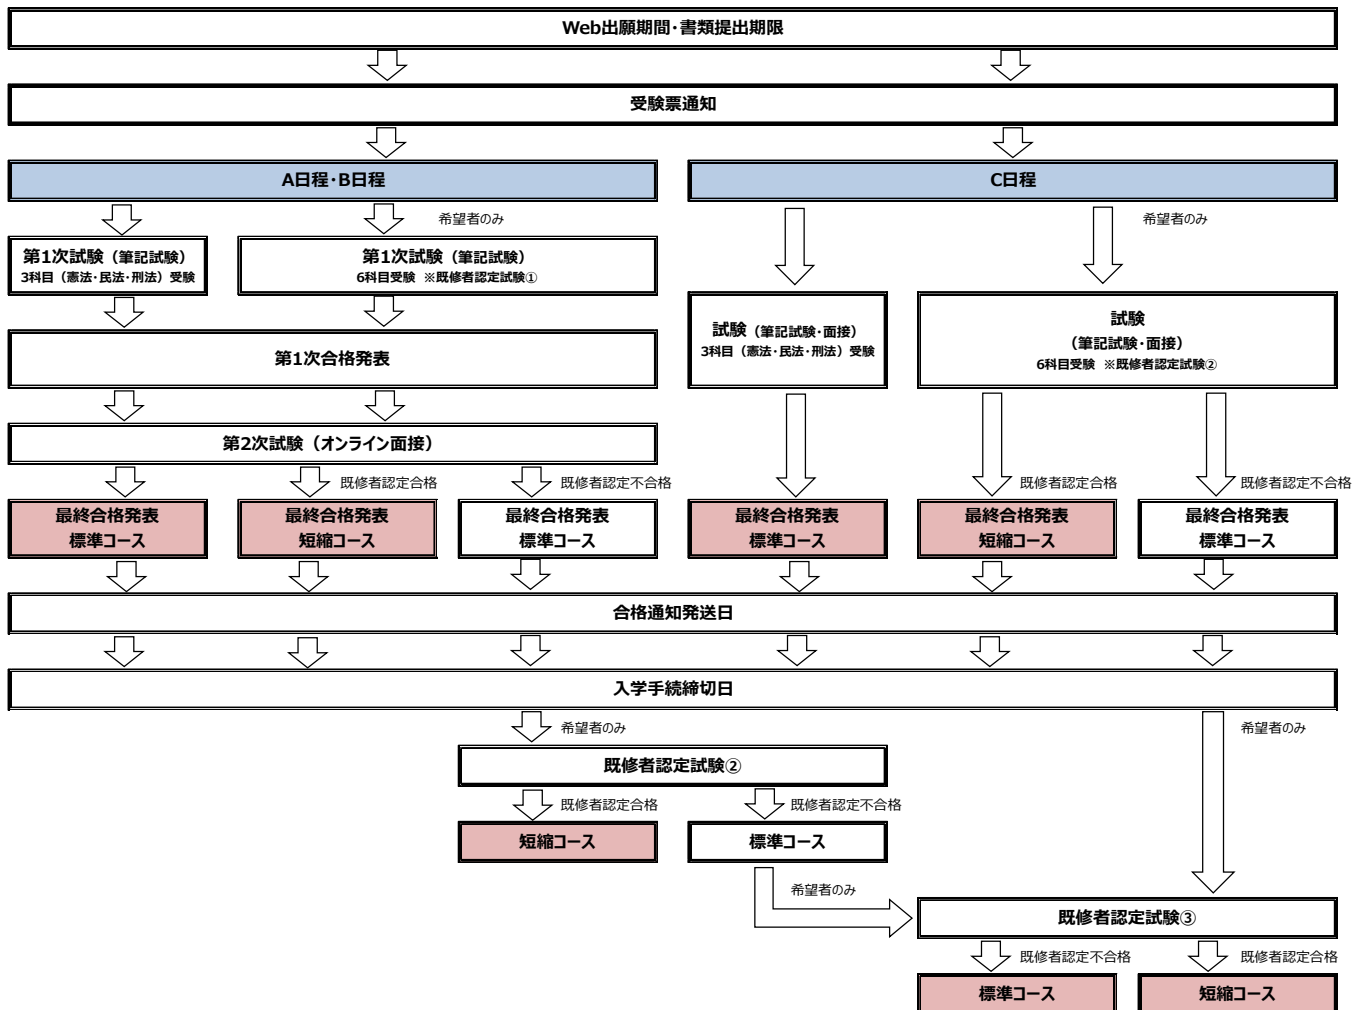 Web出願期間・書類提出期限
受験票通知
A日程・B日程
C日程
希望者のみ
希望者のみ
第1次試験（筆記試験）
3科目（憲法・民法・刑法）受験
第1次試験（筆記試験）
6科目受験 ※既修者認定試験①
試験（筆記試験・面接）
3科目（憲法・民法・刑法）受験
試験
（筆記試験・面接）
6科目受験 ※既修者認定試験②
第1次合格発表
第2次試験（オンライン面接）
既修者認定合格
既修者認定不合格
既修者認定合格
既修者認定不合格
最終合格発表
標準コース
最終合格発表
短縮コース
最終合格発表
標準コース
最終合格発表
標準コース
最終合格発表
短縮コース
最終合格発表
標準コース
合格通知発送日
入学手続締切日
希望者のみ
希望者のみ
既修者認定試験②
既修者認定合格
既修者認定不合格
短縮コース
標準コース
希望者のみ
既修者認定試験③
既修者認定不合格
既修者認定合格
標準コース
短縮コース